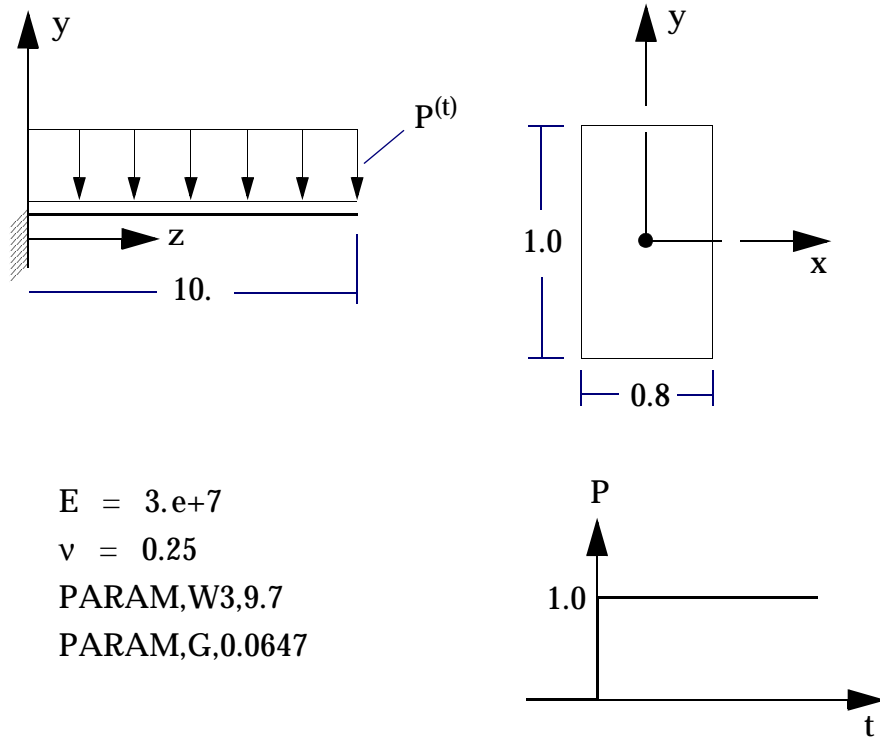 y
P(t)
z
10.
y
1.0
x
0.8
E = 3.e+7
ν = 0.25
PARAM,W3,9.7
PARAM,G,0.0647
P
1.0
t